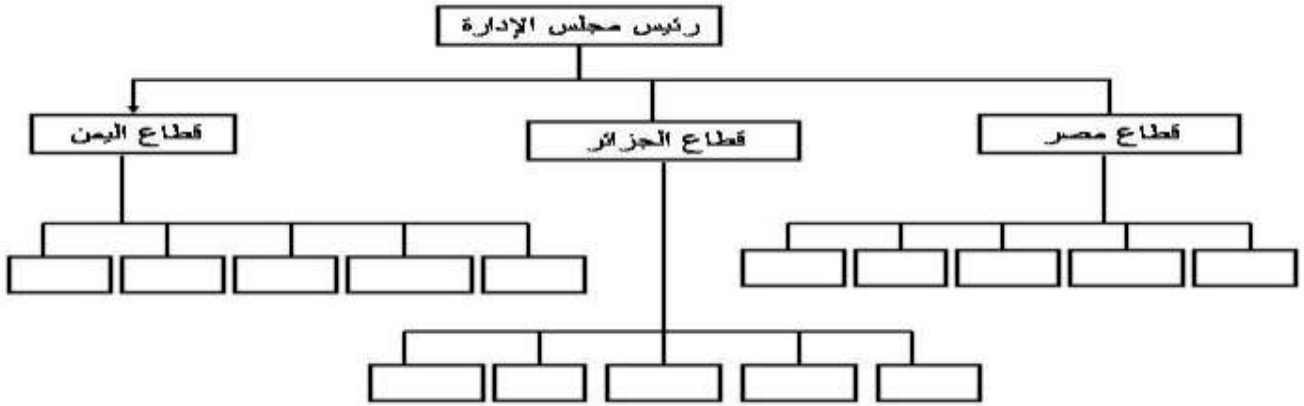 رئيس مجلس الإدارة
قطاع مصر
قطاع الجزائر
قطاع اليمن